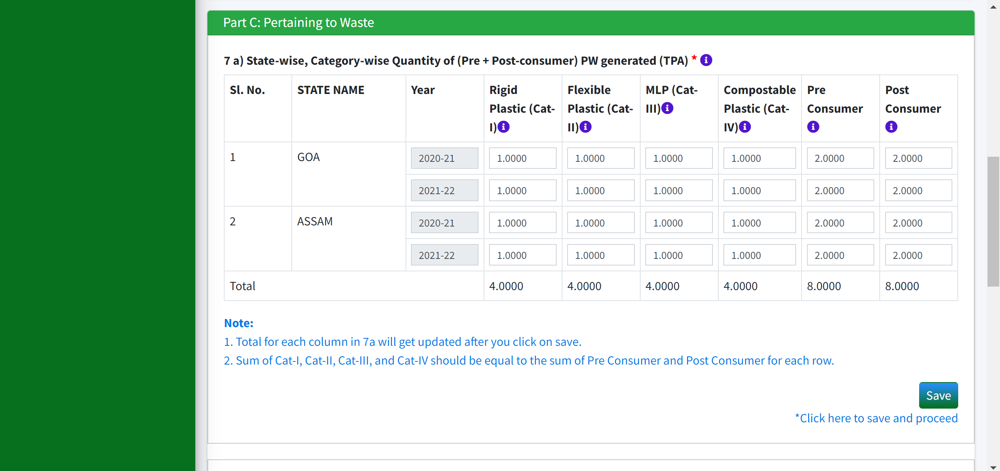 Part C: Pertaining to Waste
7 a) State-wise, Category-wise Quantity of (Pre + Post-consumer) PW generated (TPA) *
Sl. No. STATE NAME Year Rigid Plastic (Cat-I) Flexible Plastic (Cat-II) MLP (Cat-III) Compostable Plastic (Cat-IV) Pre Consumer Post Consumer
1 GOA 2020-21 1.0000 1.0000 1.0000 1.0000 2.0000 2.0000
2021-22 1.0000 1.0000 1.0000 1.0000 2.0000 2.0000
2 ASSAM 2020-21 1.0000 1.0000 1.0000 1.0000 2.0000 2.0000
2021-22 1.0000 1.0000 1.0000 1.0000 2.0000 2.0000
Total 4.0000 4.0000 4.0000 4.0000 8.0000 8.0000
Note:
1. Total for each column in 7a will get updated after you click on save.
2. Sum of Cat-I, Cat-II, Cat-III, and Cat-IV should be equal to the sum of Pre Consumer and Post Consumer for each row.
Save
*Click here to save and proceed